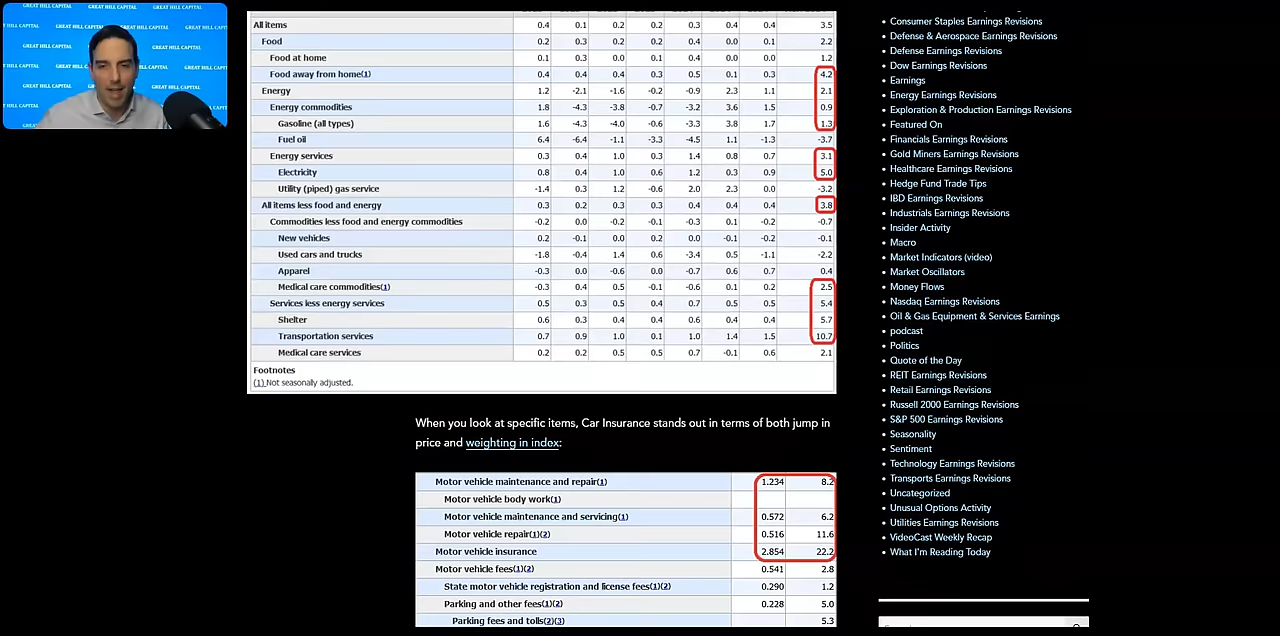 GREAT HILL CAPITAL
All items 0.4 0.1 0.2 0.2 0.3 0.4 0.4 3.5
Food 0.2 0.3 0.2 0.2 0.4 0.0 0.1 2.2
Food at home 0.1 0.3 0.0 0.1 0.4 0.0 0.0 1.2
Food away from home(1) 0.4 0.4 0.4 0.3 0.5 0.1 0.3 4.2
Energy 1.2 -2.1 -1.6 -0.2 -0.9 2.3 1.1 2.1
Energy commodities 1.8 -4.3 -3.8 -0.7 -3.2 3.6 1.5 0.9
Gasoline (all types) 1.6 -4.3 -4.0 -0.6 -3.3 3.8 1.7 1.3
Fuel oil 6.4 -6.4 -1.1 -3.3 -4.5 1.1 -1.3 -3.7
Energy services 0.3 0.4 1.0 0.3 1.4 0.8 0.7 3.1
Electricity 0.8 0.4 1.0 0.6 1.2 0.3 0.9 5.0
Utility (piped) gas service -1.4 0.3 1.2 -0.6 2.0 2.3 0.0 -3.2
All items less food and energy 0.3 0.2 0.3 0.3 0.4 0.4 0.4 3.8
Commodities less food and energy commodities -0.2 0.0 -0.2 -0.1 -0.3 0.1 -0.2 -0.7
New vehicles 0.2 -0.1 0.0 0.2 0.0 -0.1 -0.2 -0.1
Used cars and trucks -1.8 -0.4 1.4 0.6 -3.4 0.5 -1.1 -2.2
Apparel -0.3 0.0 -0.6 0.0 -0.7 0.6 0.7 0.4
Medical care commodities(1) -0.3 0.4 0.5 -0.1 -0.6 0.1 0.2 2.5
Services less energy services 0.5 0.3 0.5 0.4 0.7 0.5 0.5 5.4
Shelter 0.6 0.3 0.4 0.4 0.6 0.4 0.4 5.7
Transportation services 0.7 0.9 1.0 0.1 1.0 1.4 1.5 10.7
Medical care services 0.2 0.2 0.5 0.5 0.7 -0.1 0.6 2.1
Footnotes
(1) Not seasonally adjusted.
When you look at specific items, Car Insurance stands out in terms of both jump in
price and weighting in index:
Motor vehicle maintenance and repair(1) 1.234 8.2
Motor vehicle body work(1)
Motor vehicle maintenance and servicing(1) 0.572 6.2
Motor vehicle repair(1)(2) 0.516 11.6
Motor vehicle insurance 2.854 22.2
Motor vehicle fees(1)(2) 0.541 2.8
State motor vehicle registration and license fees(1)(2) 0.290 1.2
Parking and other fees(1)(2) 0.228 5.0
Parking fees and tolls(2)(3) 5.3
Consumer Staples Earnings Revisions
Defense & Aerospace Earnings Revisions
Defense Earnings Revisions
Dow Earnings Revisions
Earnings
Energy Earnings Revisions
Exploration & Production Earnings Revisions
Featured On
Financials Earnings Revisions
Gold Miners Earnings Revisions
Healthcare Earnings Revisions
Hedge Fund Trade Tips
IBD Earnings Revisions
Industrials Earnings Revisions
Insider Activity
Macro
Market Indicators (video)
Market Oscillators
Money Flows
Nasdaq Earnings Revisions
Oil & Gas Equipment & Services Earnings
podcast
Politics
Quote of the Day
REIT Earnings Revisions
Retail Earnings Revisions
Russell 2000 Earnings Revisions
S&P 500 Earnings Revisions
Seasonality
Sentiment
Technology Earnings Revisions
Transports Earnings Revisions
Uncategorized
Unusual Options Activity
Utilities Earnings Revisions
VideoCast Weekly Recap
What I'm Reading Today